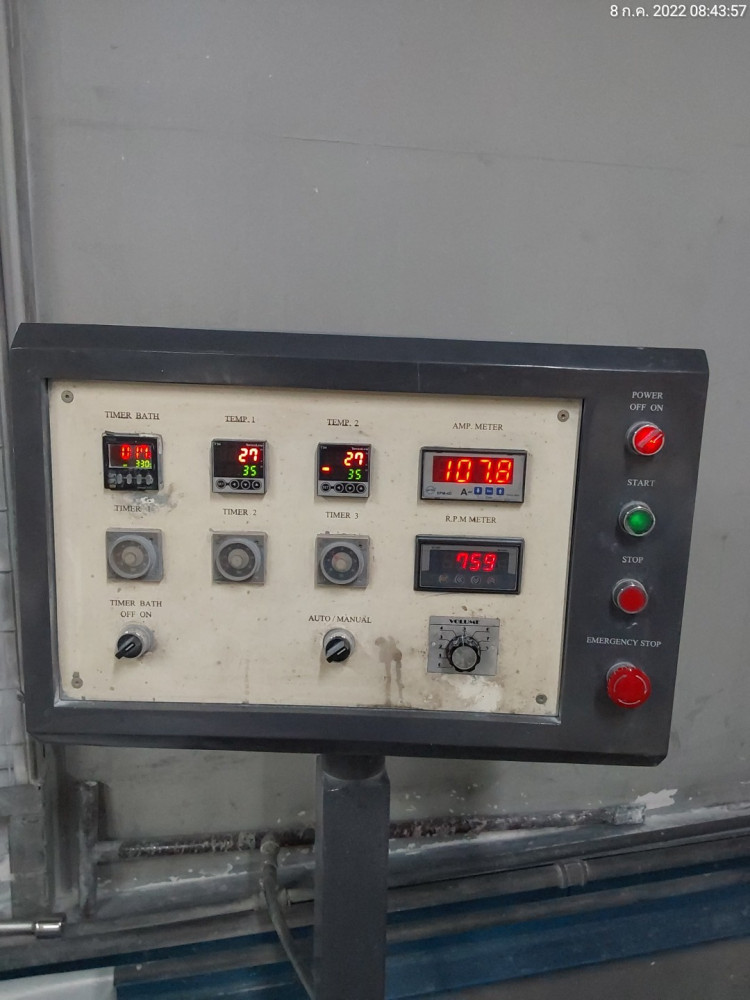 8 ก.ค. 2022 08:43:57
POWER
OFF ON
TIMER BATH
TEMP. 1
TEMP. 2
AMP. METER
27
35
27
35
107.8
A
START
TIMER 1
TIMER 2
TIMER 3
R.P.M METER
759
STOP
TIMER BATH
OFF ON
AUTO / MANUAL
VOLUME
EMERGENCY STOP